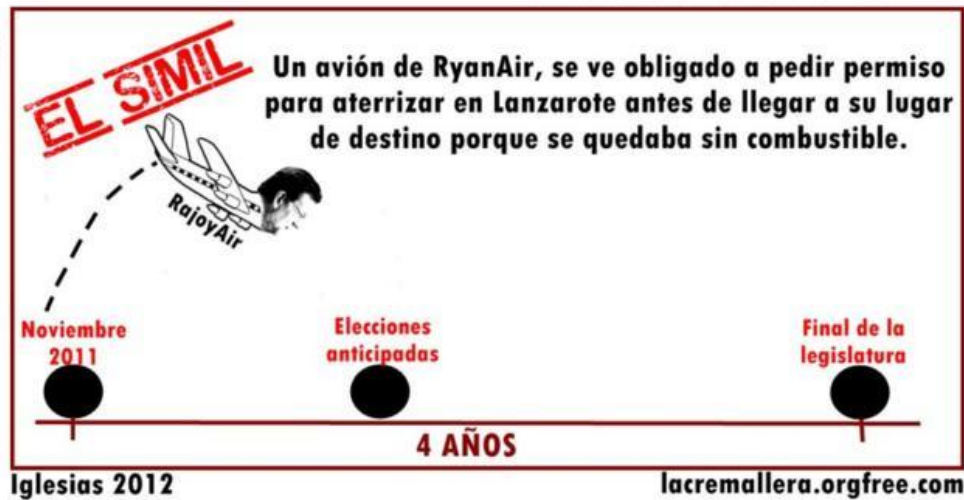 EL SIMIL
Un avión de RyanAir, se ve obligado a pedir permiso
para aterrizar en Lanzarote antes de llegar a su lugar
de destino porque se quedaba sin combustible.
RajoyAir
Noviembre
2011
Elecciones
anticipadas
Final de la
legislatura
4 AÑOS
Iglesias 2012
lacremallera.orgfree.com